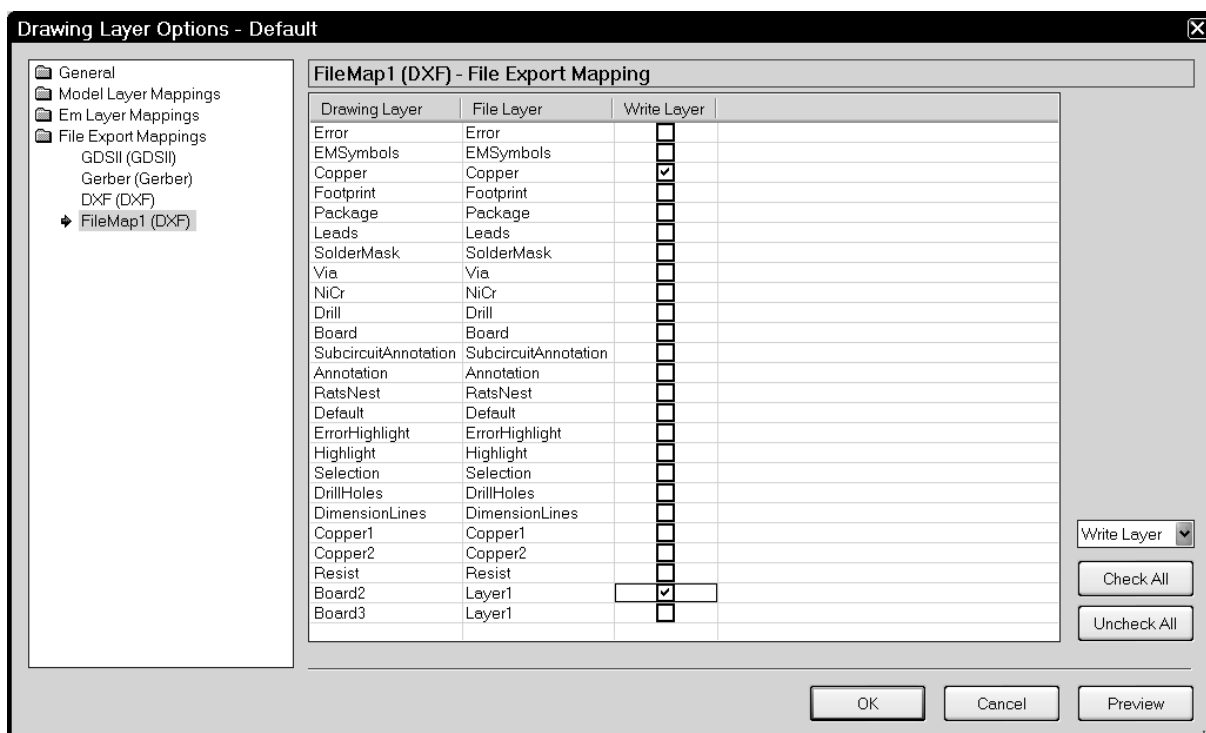 Drawing Layer Options - Default
General
Model Layer Mappings
Em Layer Mappings
File Export Mappings
GDSII (GDSII)
Gerber (Gerber)
DXF (DXF)
FileMap1 (DXF)
FileMap1 (DXF) - File Export Mapping
Drawing Layer File Layer Write Layer
Error Error
EMSymbols EMSymbols
Copper Copper
Footprint Footprint
Package Package
Leads Leads
SolderMask SolderMask
Via Via
NiCr NiCr
Drill Drill
Board Board
SubcircuitAnnotation SubcircuitAnnotation
Annotation Annotation
RatsNest RatsNest
Default Default
ErrorHighlight ErrorHighlight
Highlight Highlight
Selection Selection
DrillHoles DrillHoles
DimensionLines DimensionLines
Copper1 Copper1
Copper2 Copper2
Resist Resist
Board2 Layer1
Board3 Layer1
Write Layer
Check All
Uncheck All
OK Cancel Preview